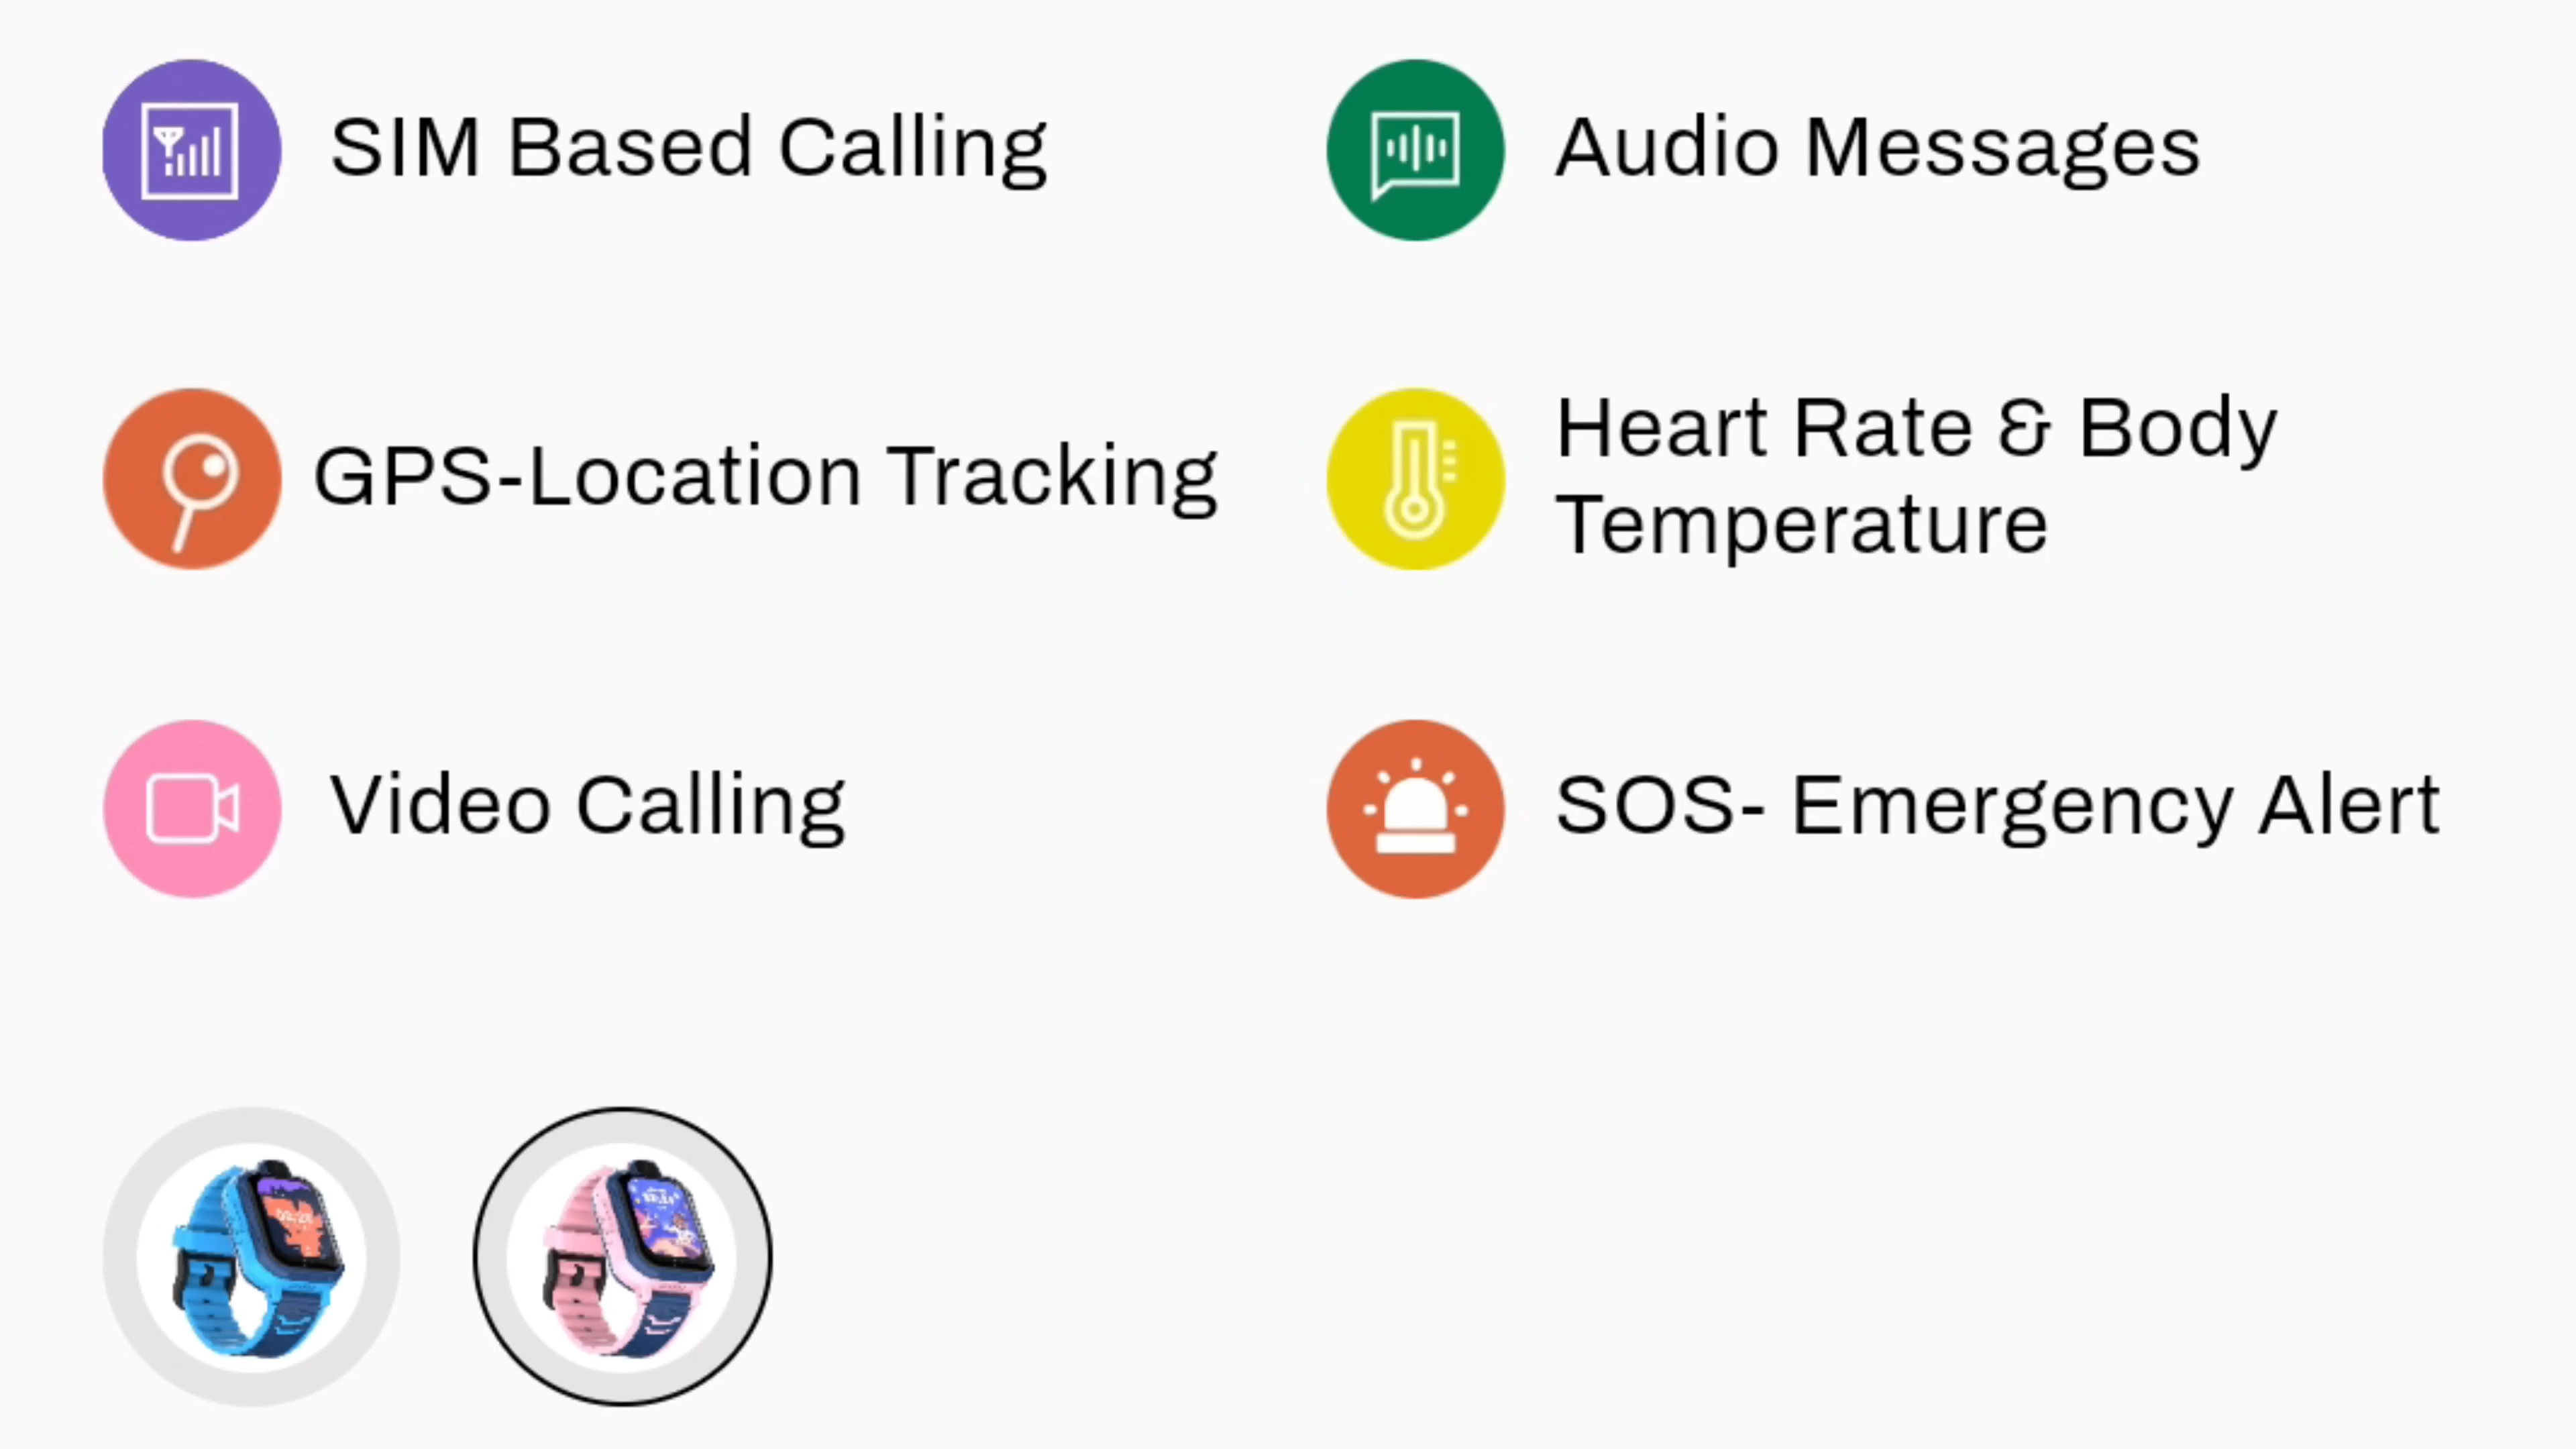 SIM Based Calling
Audio Messages
GPS-Location Tracking
Heart Rate & Body
Temperature
Video Calling
SOS- Emergency Alert